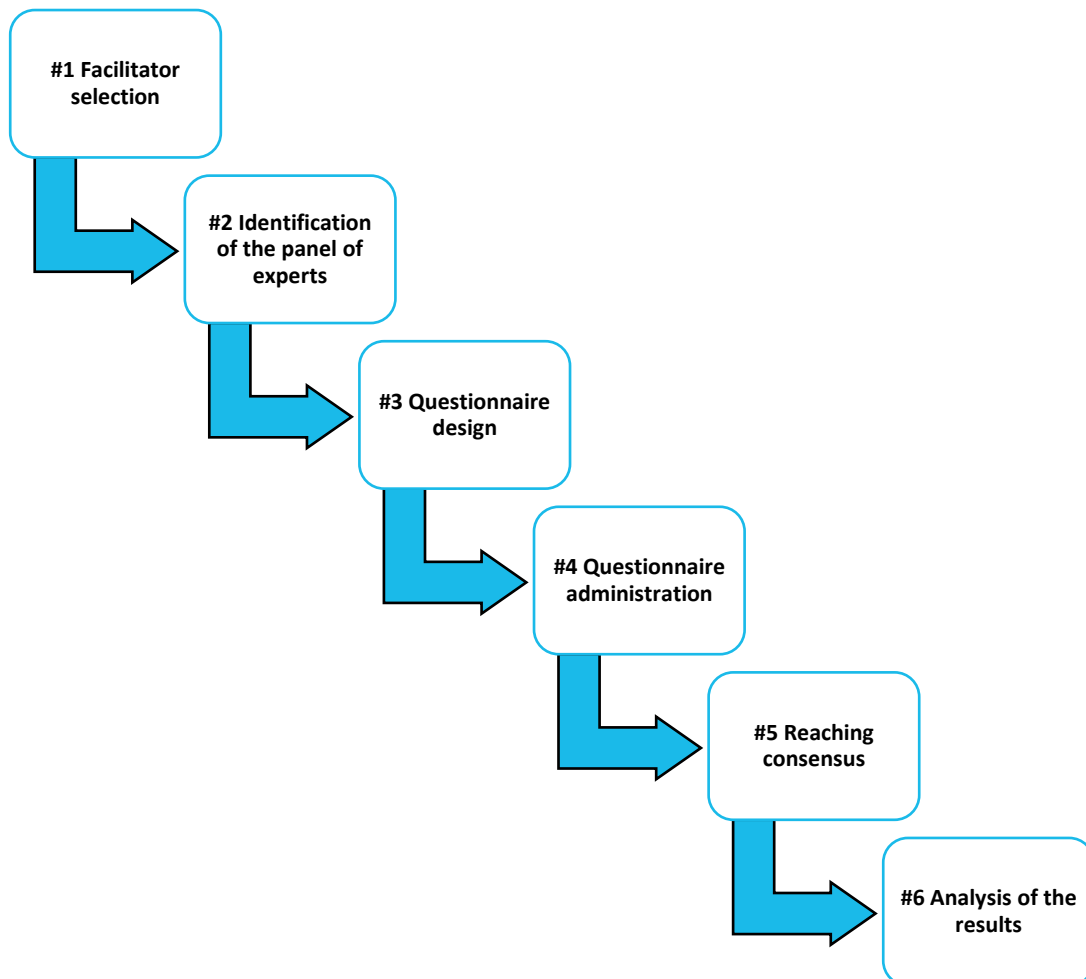 #1 Facilitator
selection
#2 Identification
of the panel of
experts
#3 Questionnaire
design
#4 Questionnaire
administration
#5 Reaching
consensus
#6 Analysis of the
results